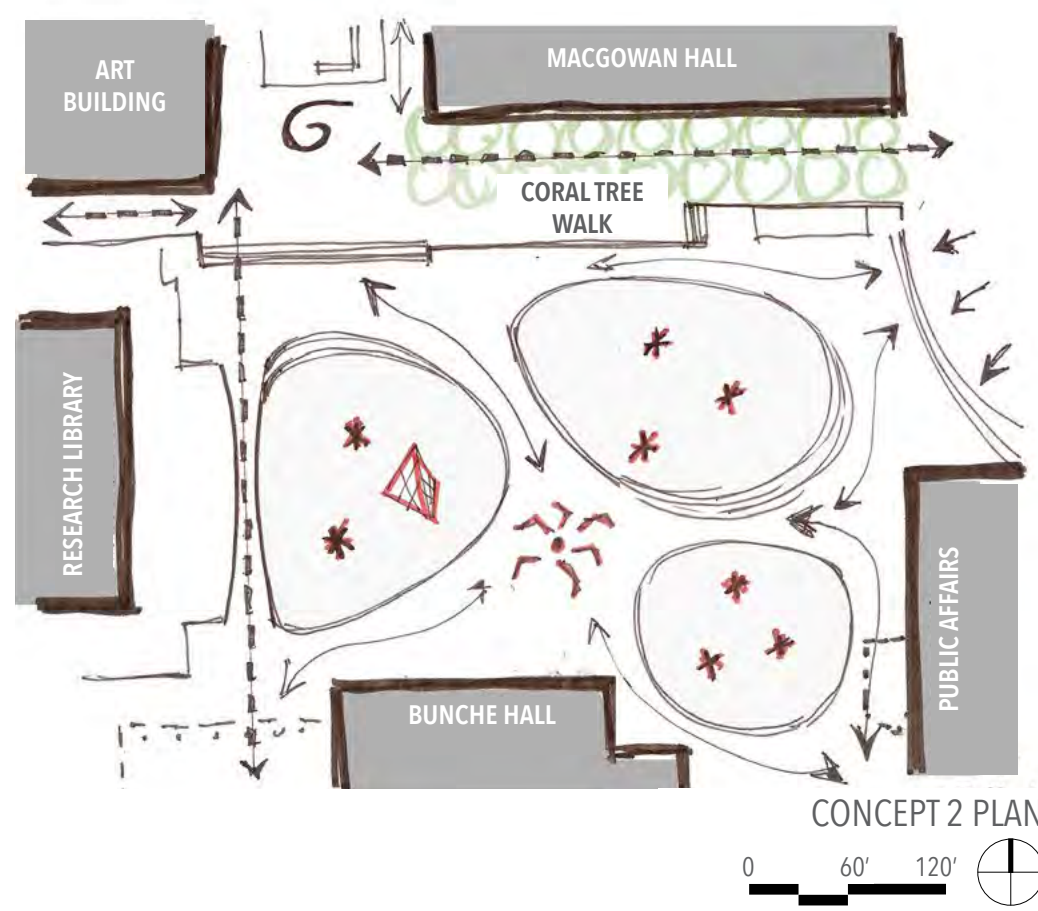 ART
BUILDING
MACGOWAN HALL
CORAL TREE
WALK
RESEARCH LIBRARY
PUBLIC AFFAIRS
BUNCHE HALL
CONCEPT 2 PLAN
0 60' 120'